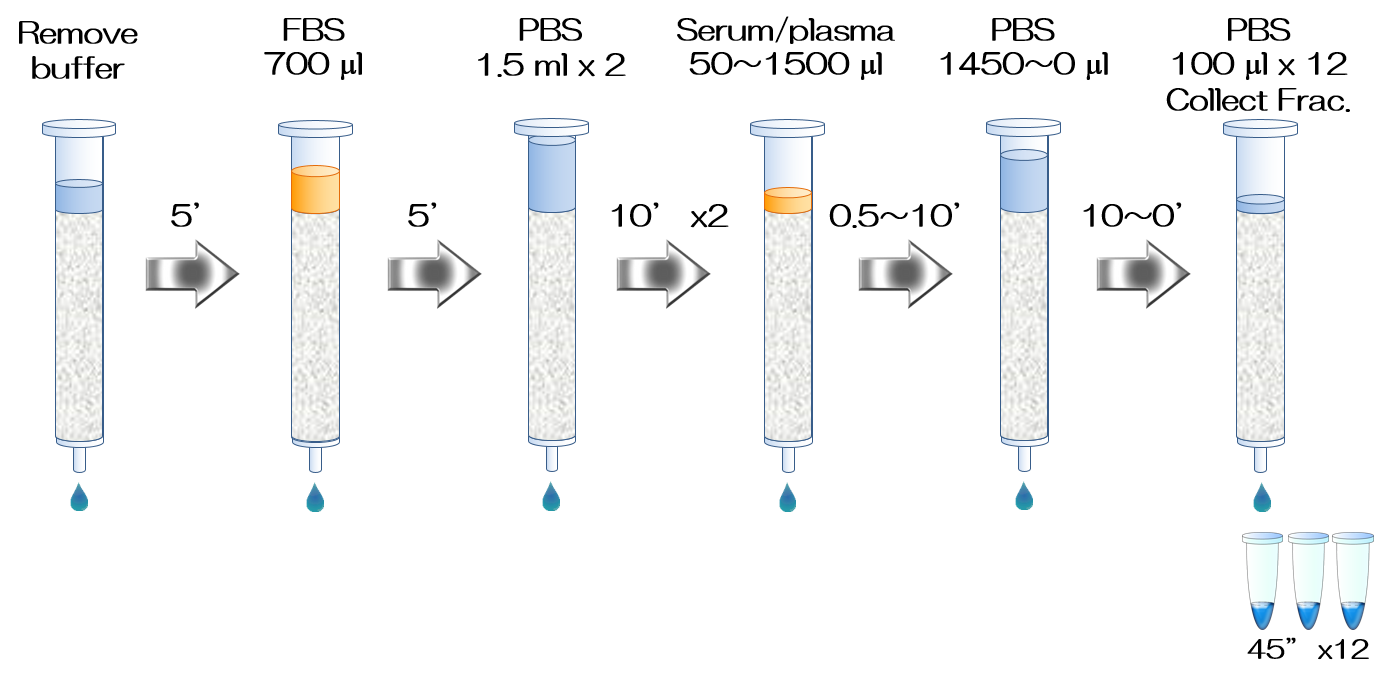 Remove
buffer
FBS
700 μl
PBS
1.5 ml x 2
Serum/plasma
50～1500 μl
PBS
1450～0 μl
PBS
100 μl x 12
Collect Frac.
5’
5’
10’ x2
0.5～10’
10～0’
45” x12